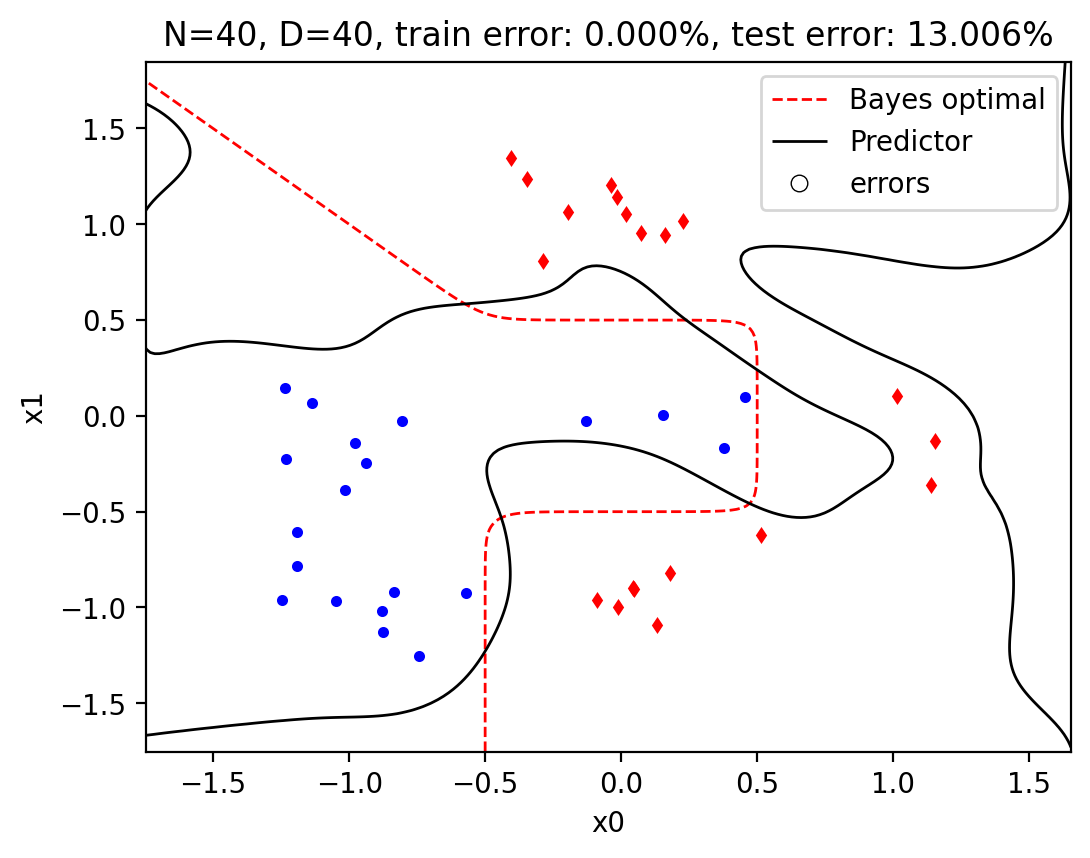 N=40, D=40, train error: 0.000%, test error: 13.006%
Bayes optimal
Predictor
errors
1.5
1.0
0.5
0.0
−0.5
−1.0
−1.5
x1
−1.5 −1.0 −0.5 0.0 0.5 1.0 1.5
x0